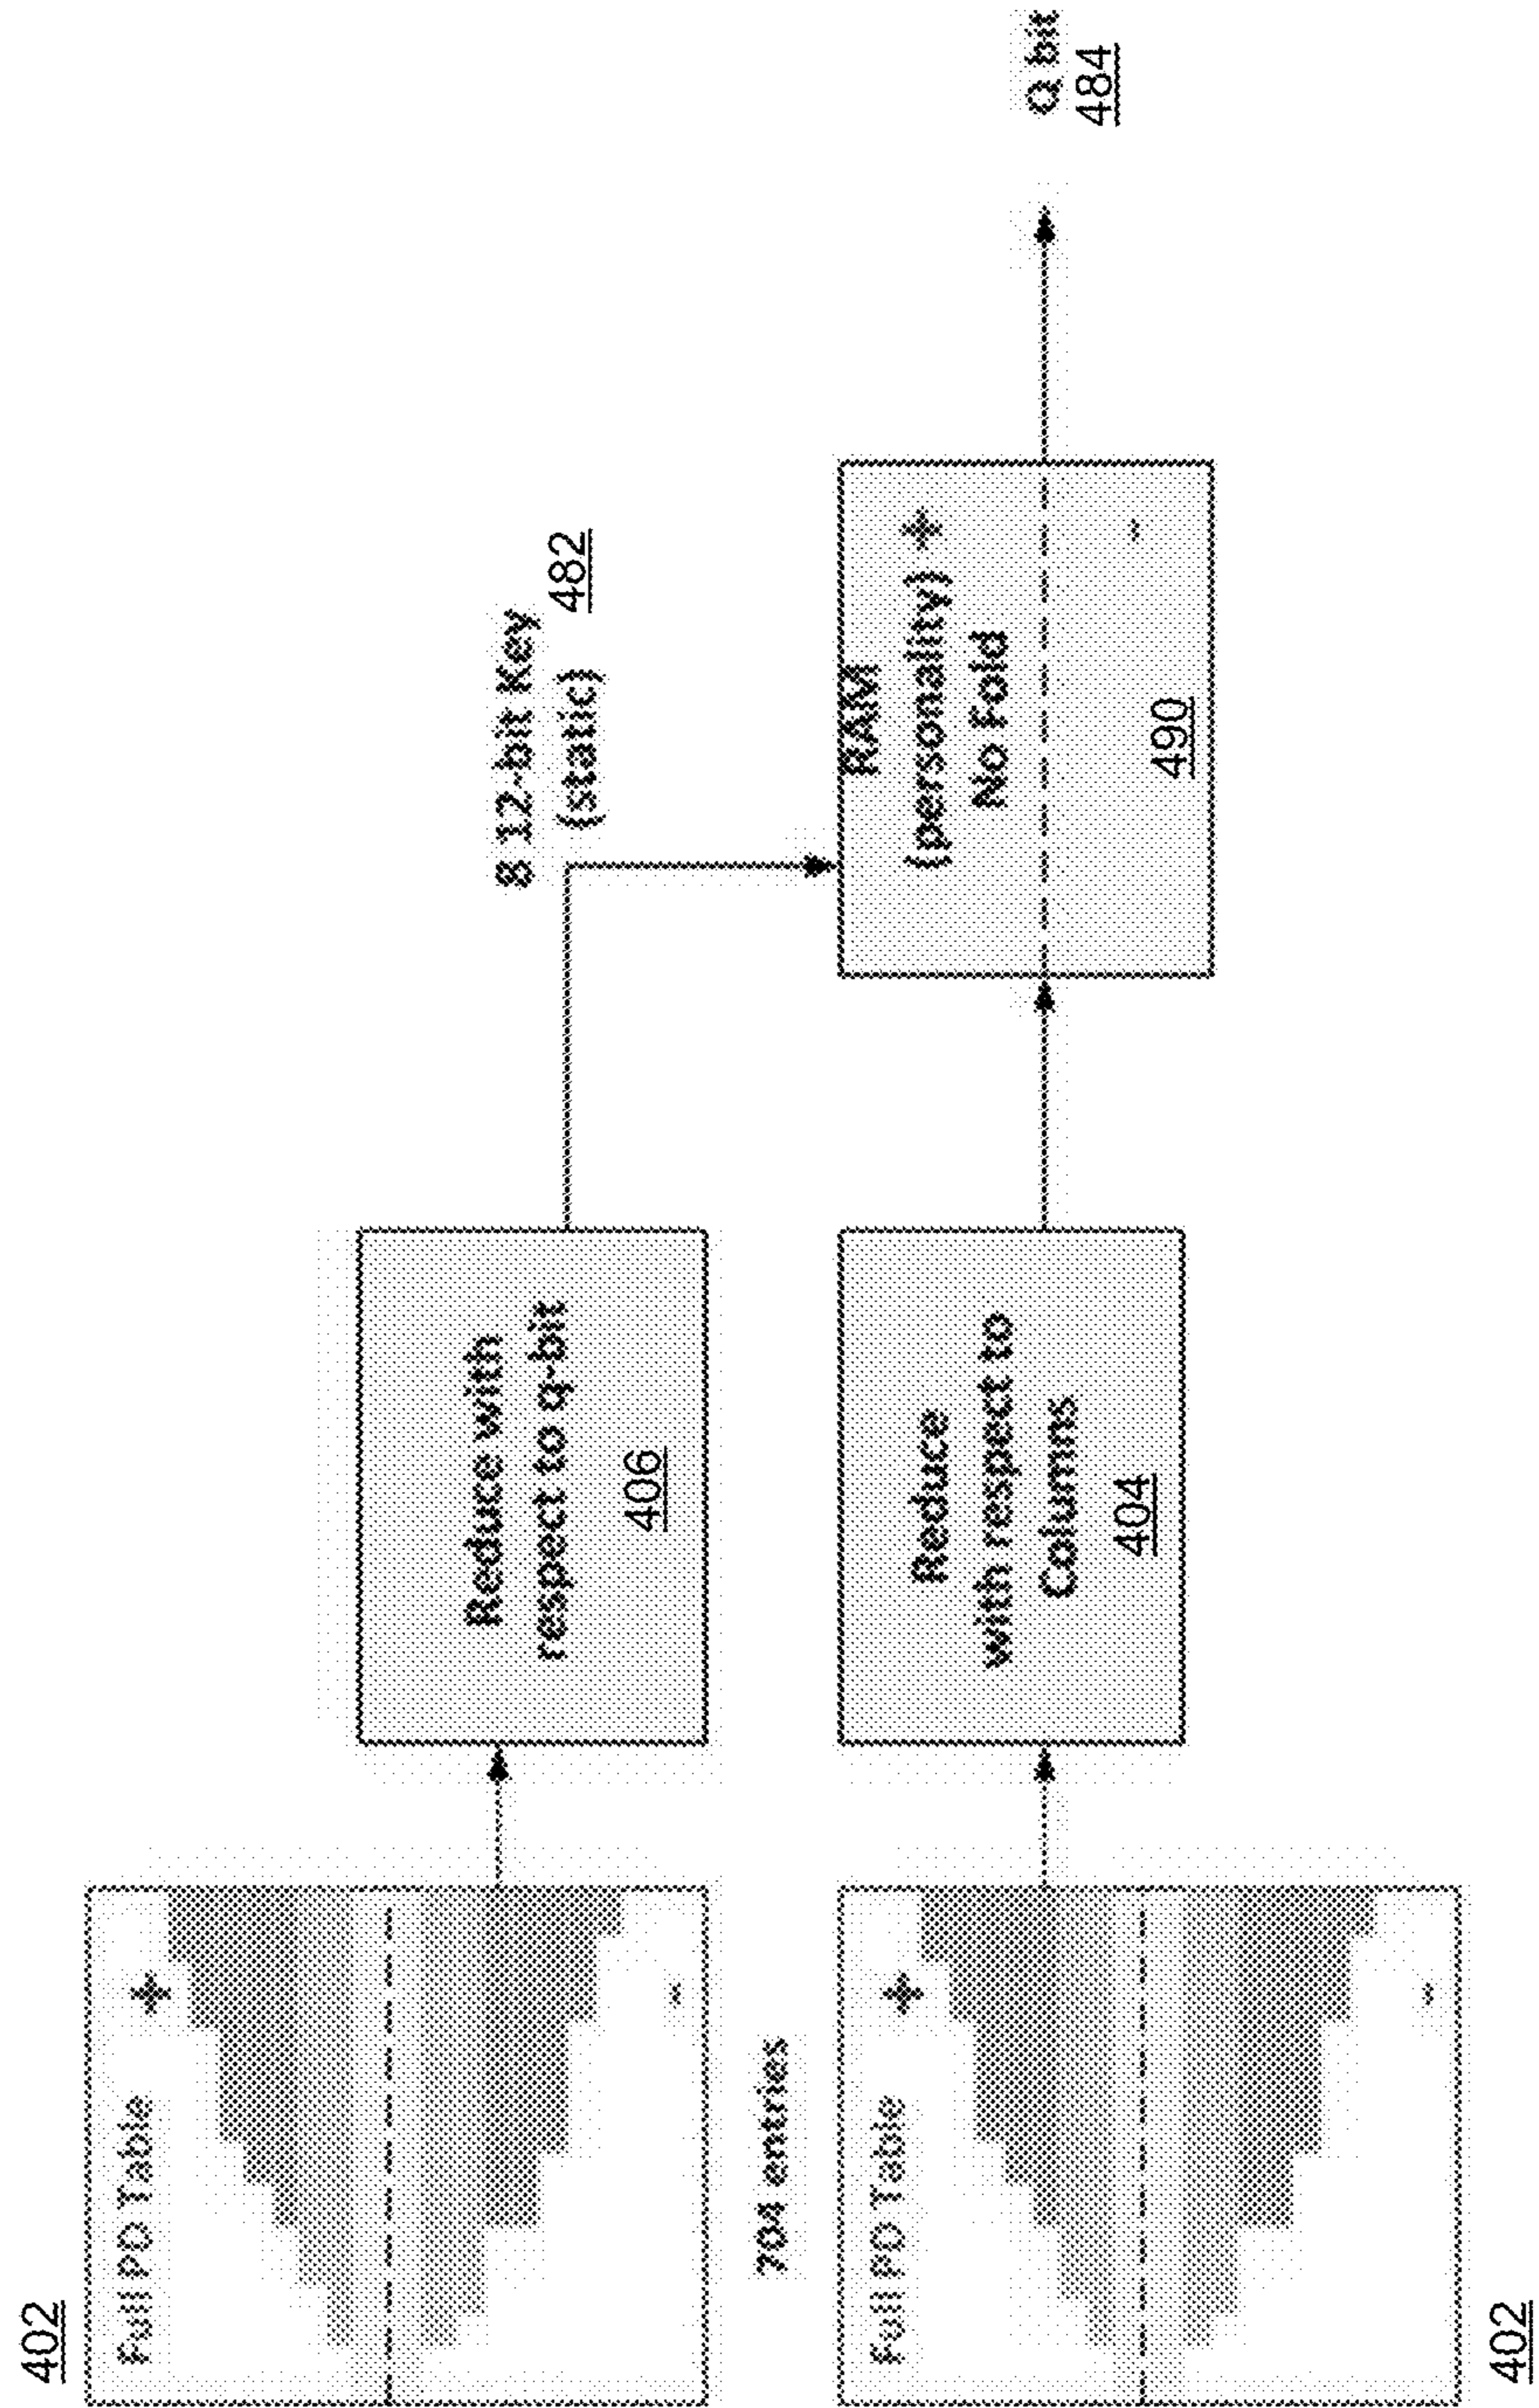 402
Full PD Table
+
-
Reduce with
respect to q-bit
406
8 12-bit Key
(static)
482
704 entries
Full PD Table
+
-
402
Reduce
with respect to
Columns
404
RAM
(personality) +
No Fold
-
490
Q bit
484